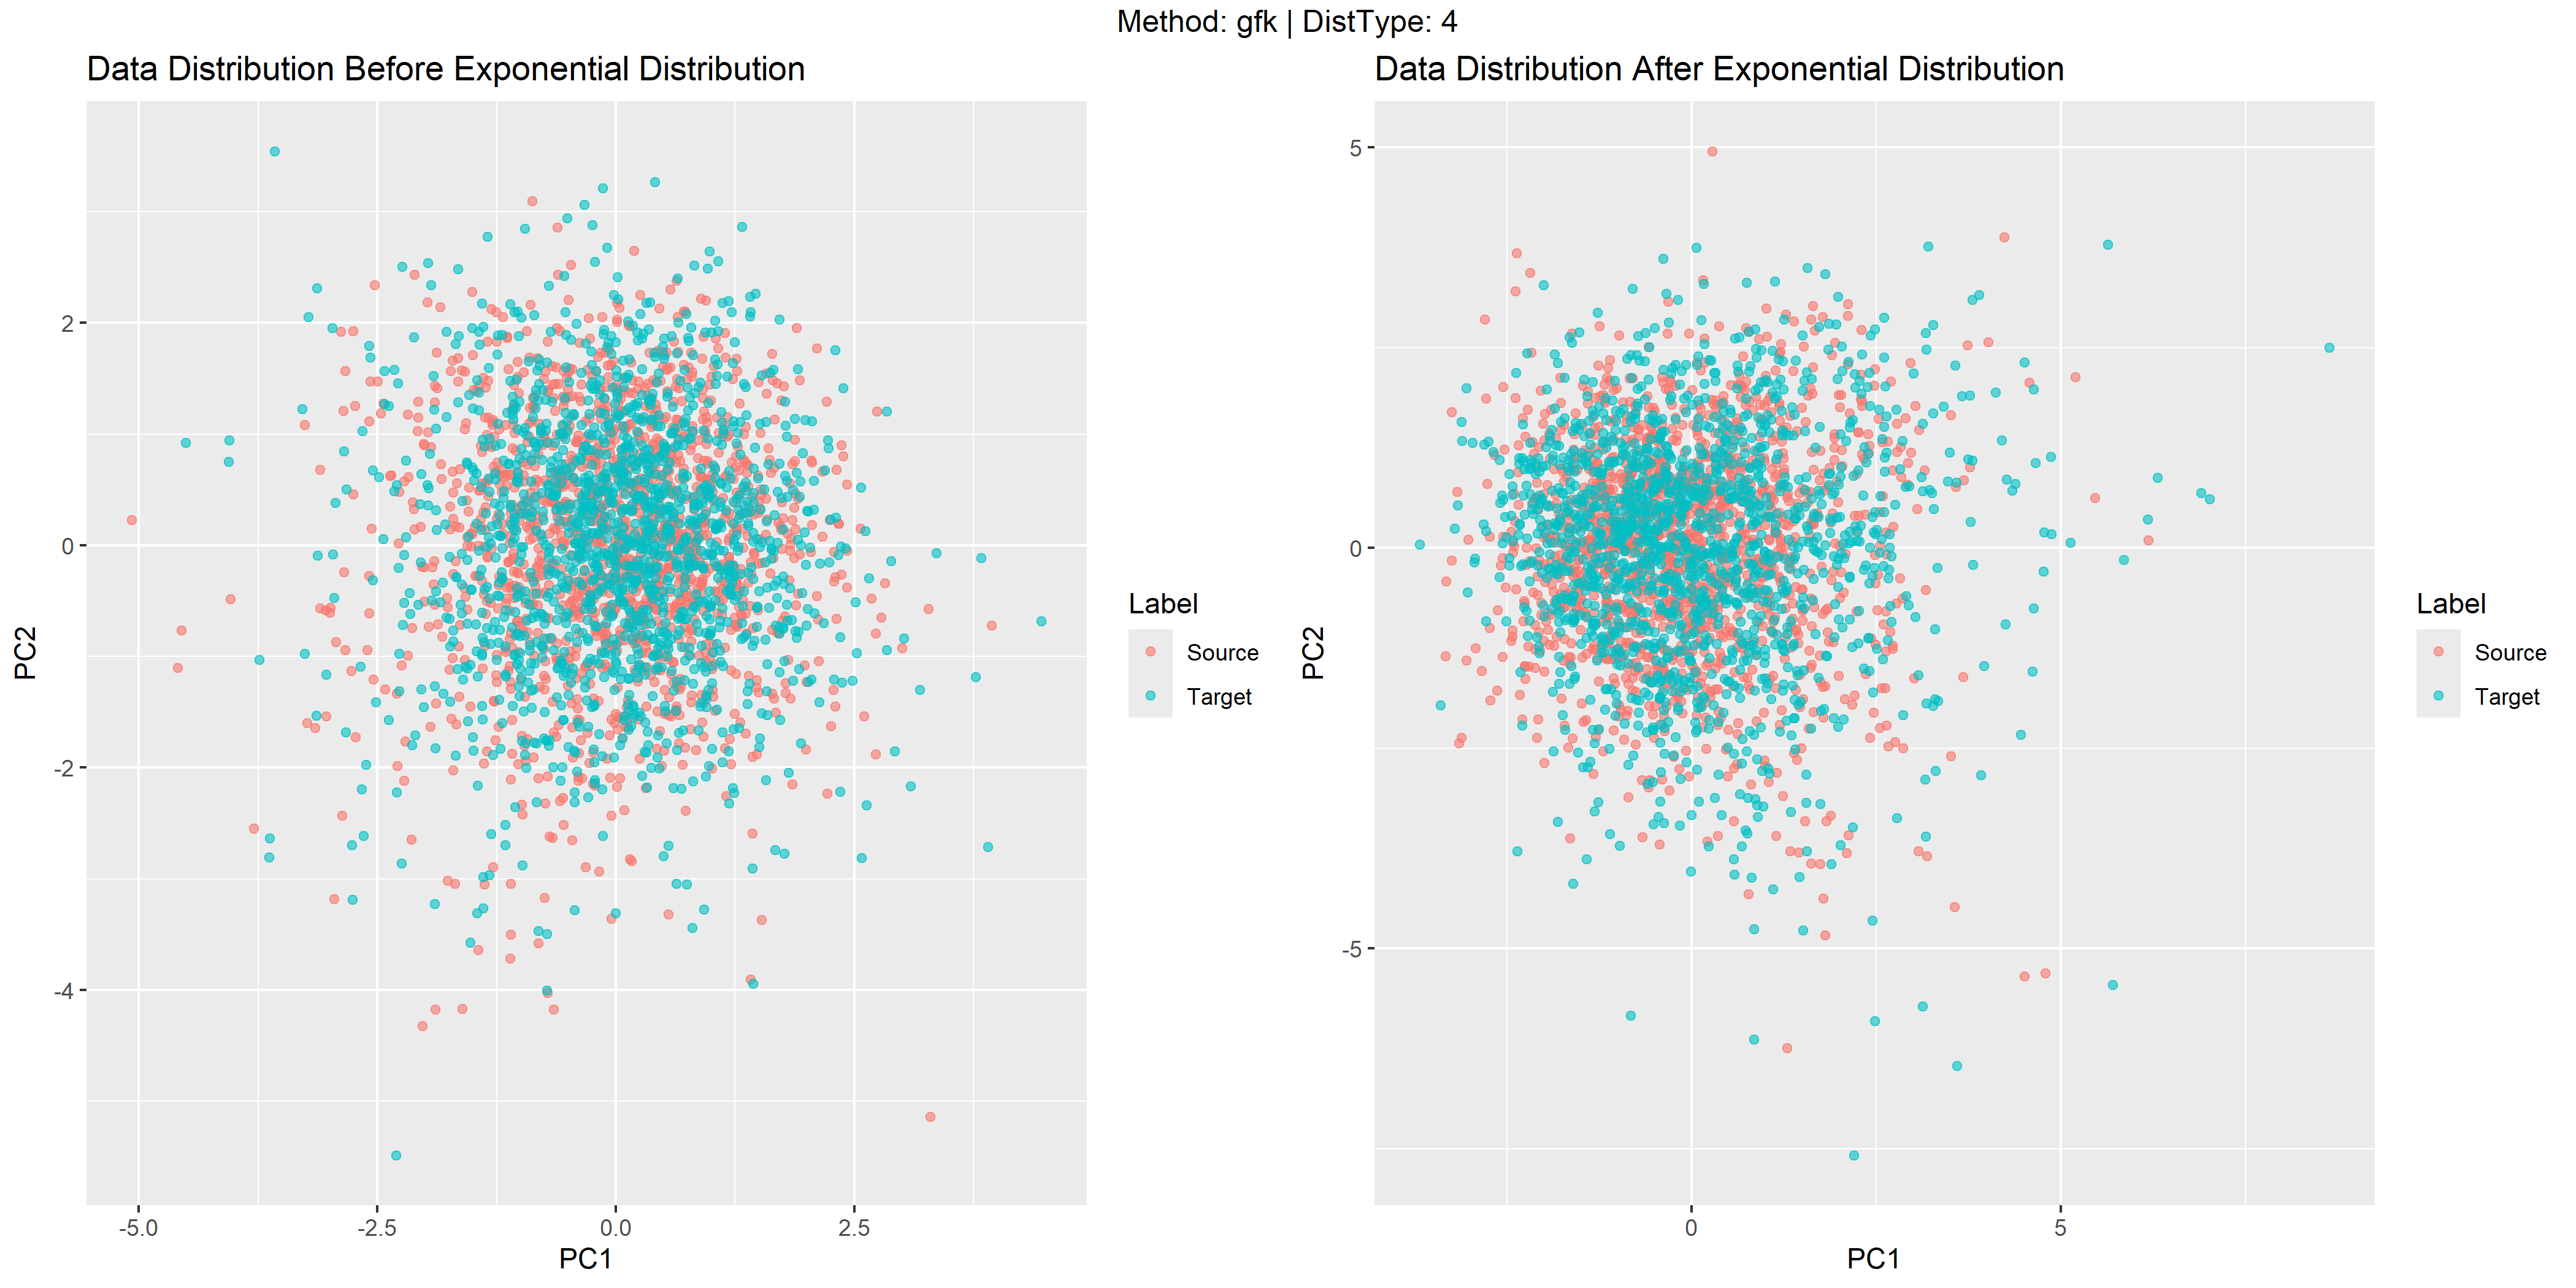 Method: gfk | DistType: 4
Data Distribution Before Exponential Distribution
PC2
2
0
-2
-4
-5.0 -2.5 0.0 2.5
PC1
Label
Source
Target
Data Distribution After Exponential Distribution
PC2
5
0
-5
0 5
PC1
Label
Source
Target